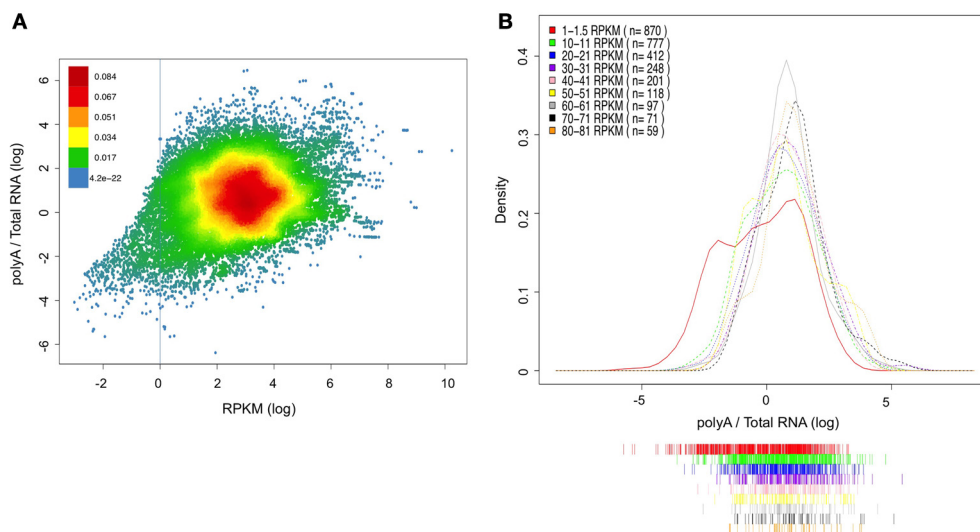 A
0.084
0.067
0.051
0.034
0.017
4.2e-22
6
4
2
0
-2
-4
-6
polyA / Total RNA (log)
-2 0 2 4 6 8 10
RPKM (log)
B
1–1.5 RPKM ( n= 870 )
10–11 RPKM ( n= 777 )
20–21 RPKM ( n= 412 )
30–31 RPKM ( n= 248 )
40–41 RPKM ( n= 201 )
50–51 RPKM ( n= 118 )
60–61 RPKM ( n= 97 )
70–71 RPKM ( n= 71 )
80–81 RPKM ( n= 59 )
0.4
0.3
0.2
0.1
0
Density
-5 0 5
polyA / Total RNA (log)